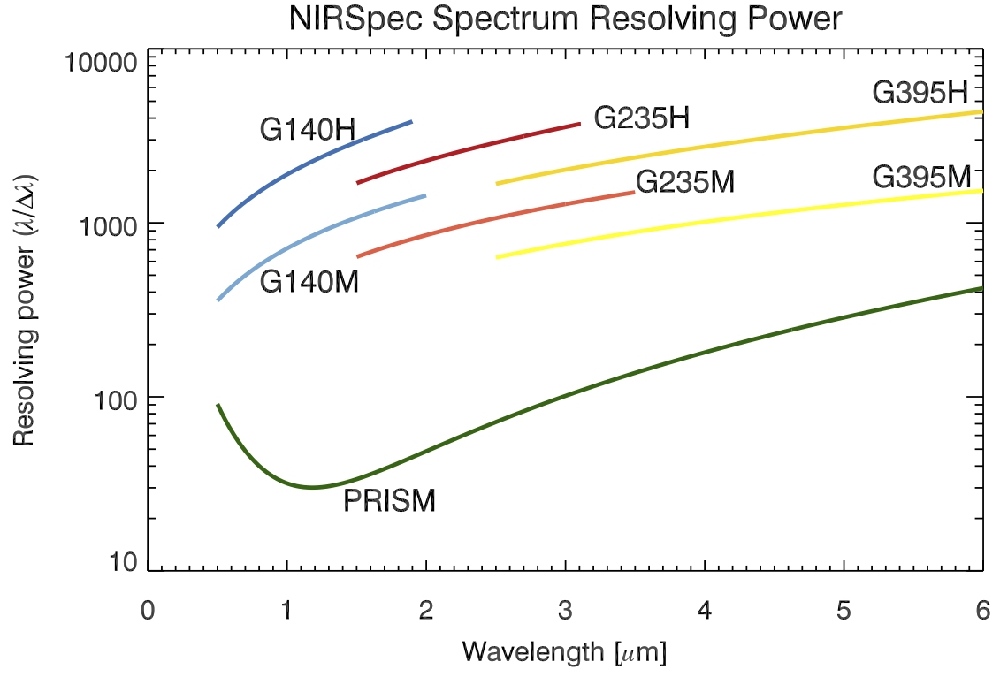 NIRSpec Spectrum Resolving Power
10000
G395H
G140H
G235H
G395M
G235M
1000
G140M
100
PRISM
10
0 1 2 3 4 5 6
Wavelength [μm]
Resolving power (λ/Δλ)